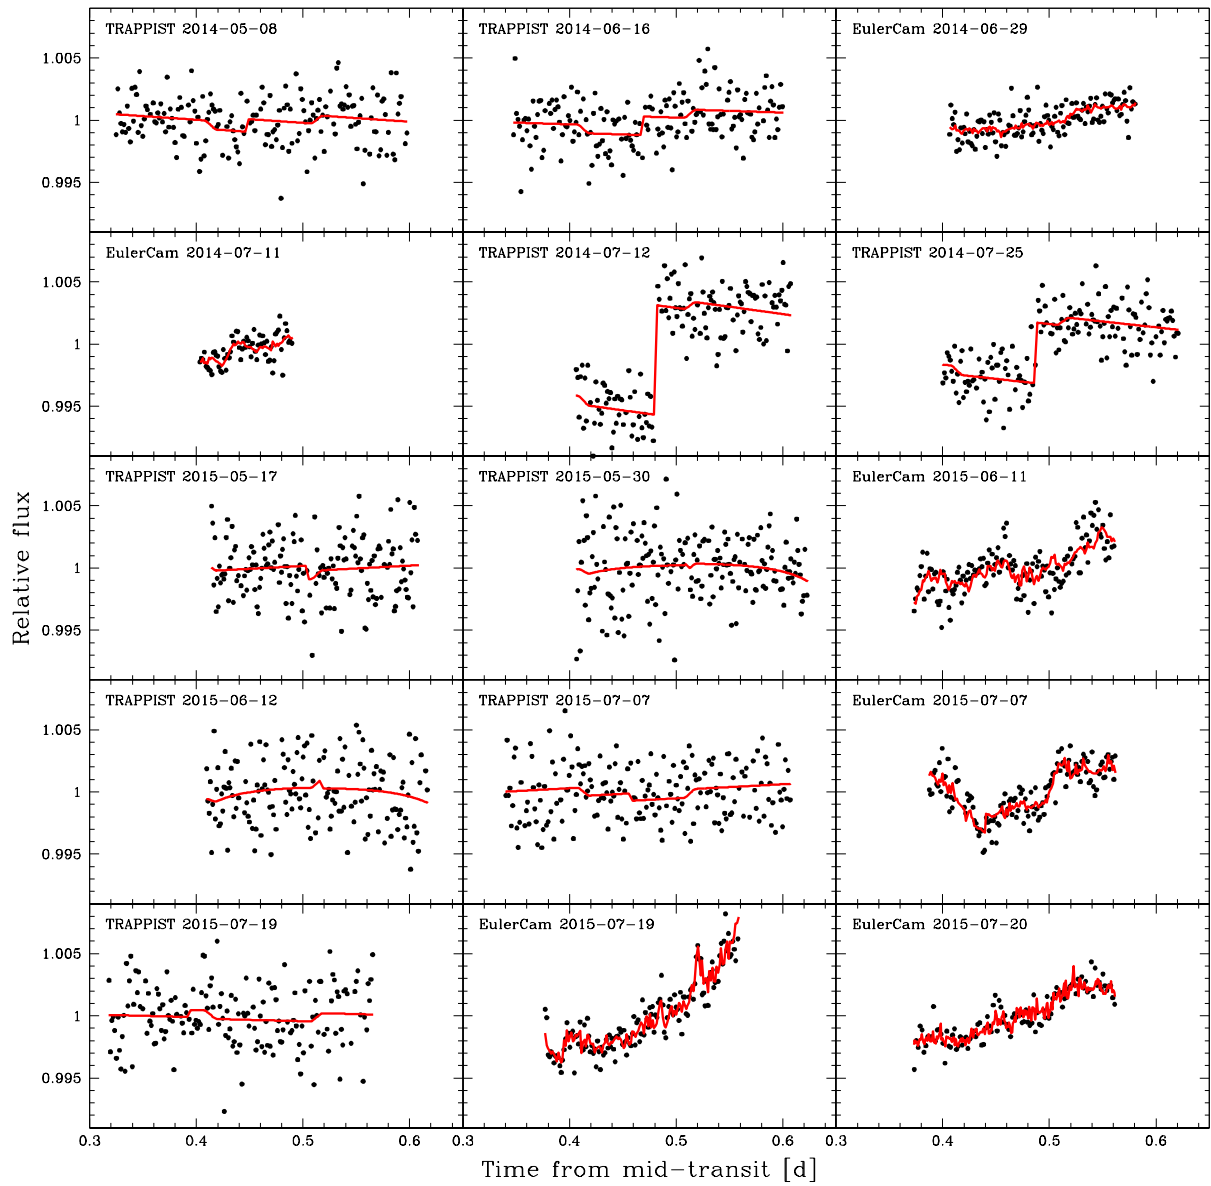 TRAPPIST 2014-05-08
TRAPPIST 2014-06-16
EulerCam 2014-06-29
1.005
1
0.995
EulerCam 2014-07-11
TRAPPIST 2014-07-12
TRAPPIST 2014-07-25
1.005
1
0.995
TRAPPIST 2015-05-17
TRAPPIST 2015-05-30
EulerCam 2015-06-11
1.005
1
0.995
Relative flux
TRAPPIST 2015-06-12
TRAPPIST 2015-07-07
EulerCam 2015-07-07
1.005
1
0.995
TRAPPIST 2015-07-19
EulerCam 2015-07-19
EulerCam 2015-07-20
1.005
1
0.995
0.3 0.4 0.5 0.6 0.3 0.4 0.5 0.6 0.4 0.5 0.6
Time from mid-transit [d]